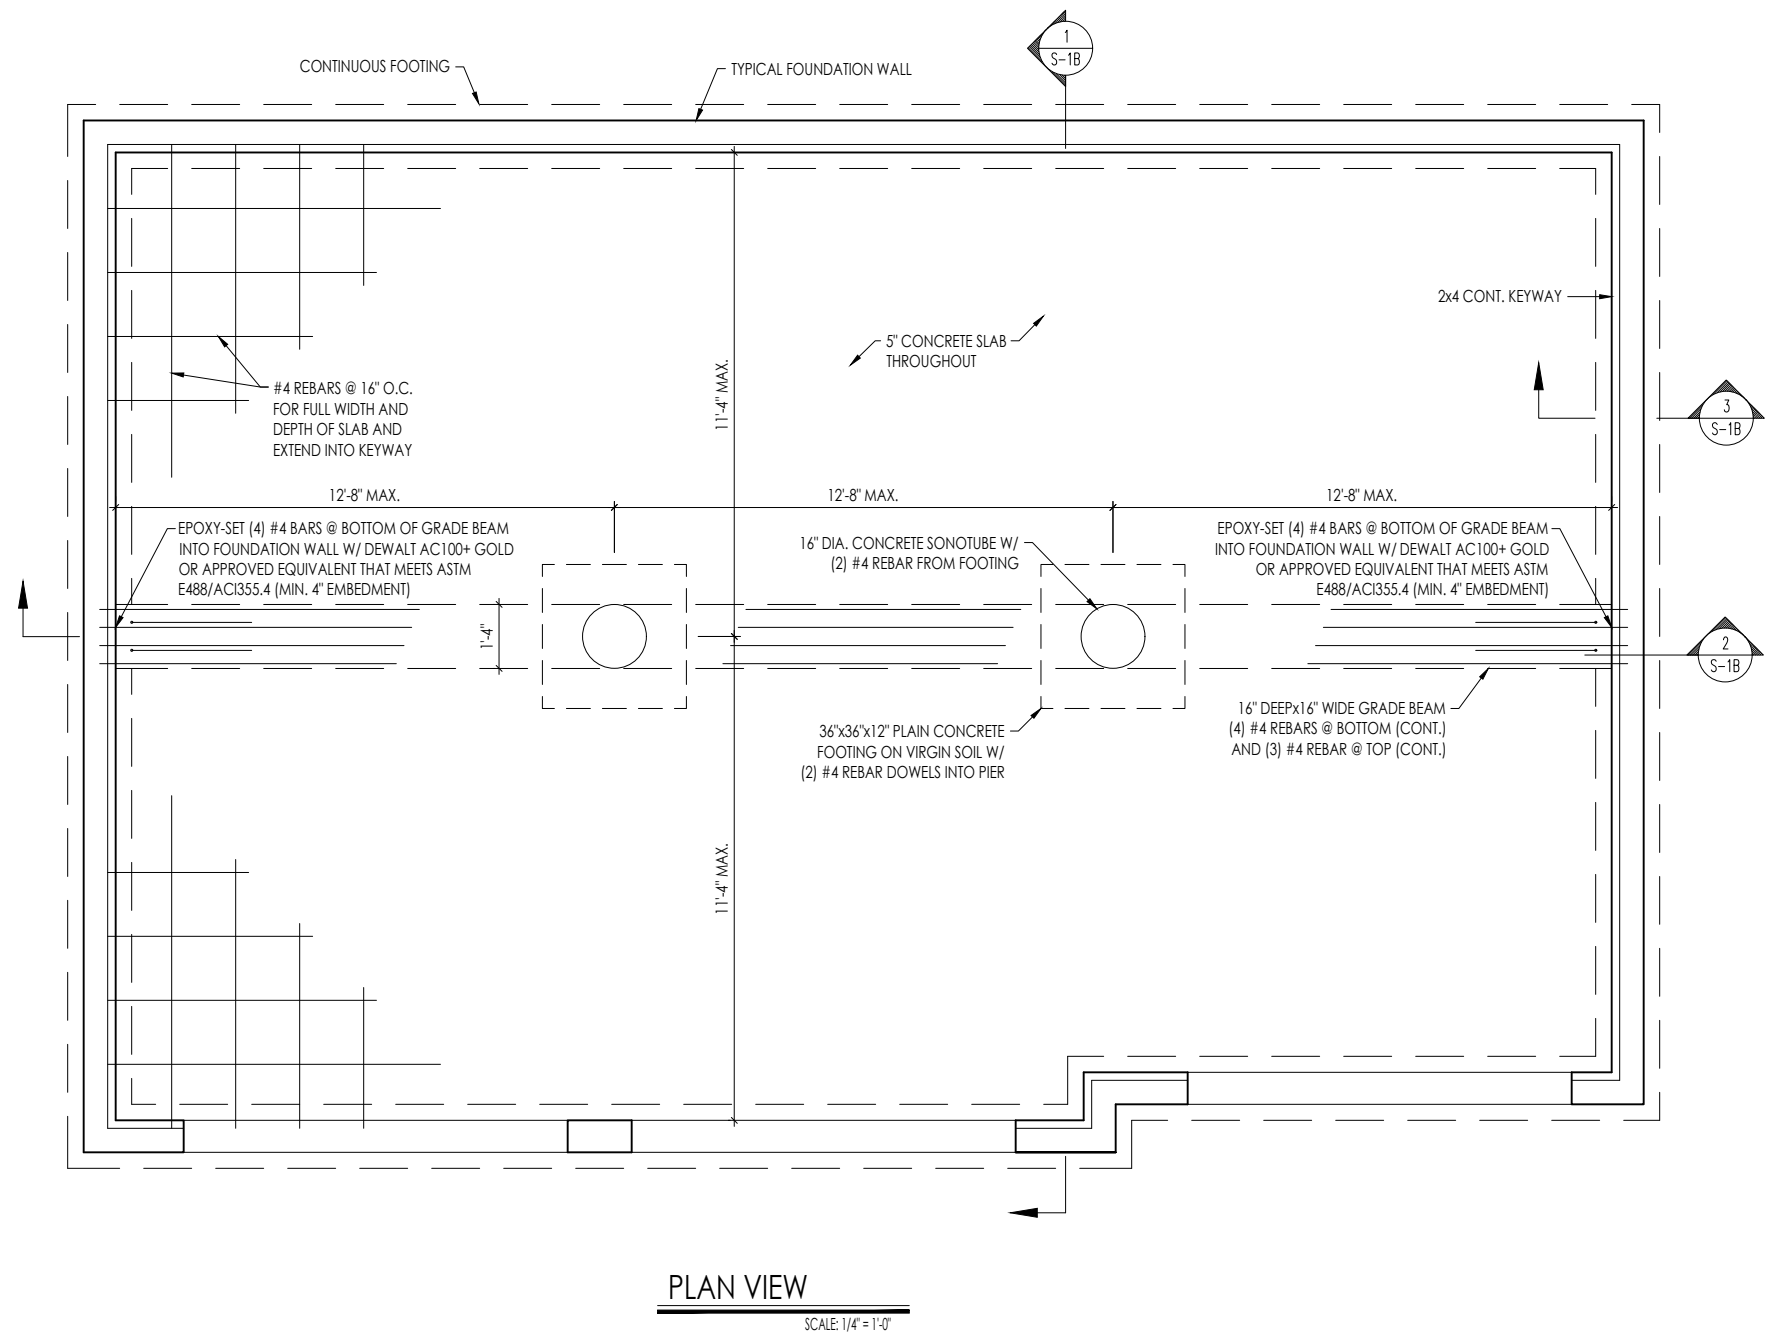 1
S-1B
CONTINUOUS FOOTING
TYPICAL FOUNDATION WALL
2x4 CONT. KEYWAY
5" CONCRETE SLAB
THROUGHOUT
11'-4" MAX.
#4 REBARS @ 16" O.C.
FOR FULL WIDTH AND
DEPTH OF SLAB AND
EXTEND INTO KEYWAY
3
S-1B
12'-8" MAX.
12'-8" MAX.
12'-8" MAX.
EPOXY-SET (4) #4 BARS @ BOTTOM OF GRADE BEAM
INTO FOUNDATION WALL W/ DEWALT AC100+ GOLD
OR APPROVED EQUIVALENT THAT MEETS ASTM
E488/ACI355.4 (MIN. 4" EMBEDMENT)
16" DIA. CONCRETE SONOTUBE W/
(2) #4 REBAR FROM FOOTING
EPOXY-SET (4) #4 BARS @ BOTTOM OF GRADE BEAM
INTO FOUNDATION WALL W/ DEWALT AC100+ GOLD
OR APPROVED EQUIVALENT THAT MEETS ASTM
E488/ACI355.4 (MIN. 4" EMBEDMENT)
1'-4"
2
S-1B
36"x36"x12" PLAIN CONCRETE
FOOTING ON VIRGIN SOIL W/
(2) #4 REBAR DOWELS INTO PIER
16" DEEPx16" WIDE GRADE BEAM
(4) #4 REBARS @ BOTTOM (CONT.)
AND (3) #4 REBAR @ TOP (CONT.)
11'-4" MAX.
PLAN VIEW
SCALE: 1/4" = 1'-0"